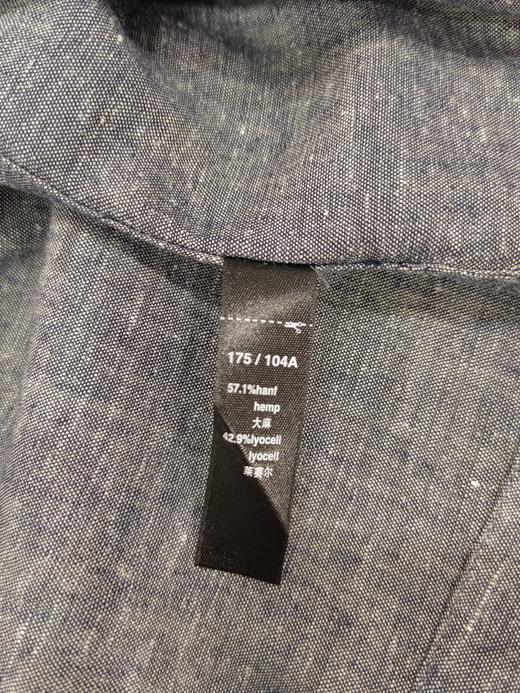 175 / 104A
57.1%hanf
hemp
大麻
42.9%lyocell
lyocell
莱赛尔